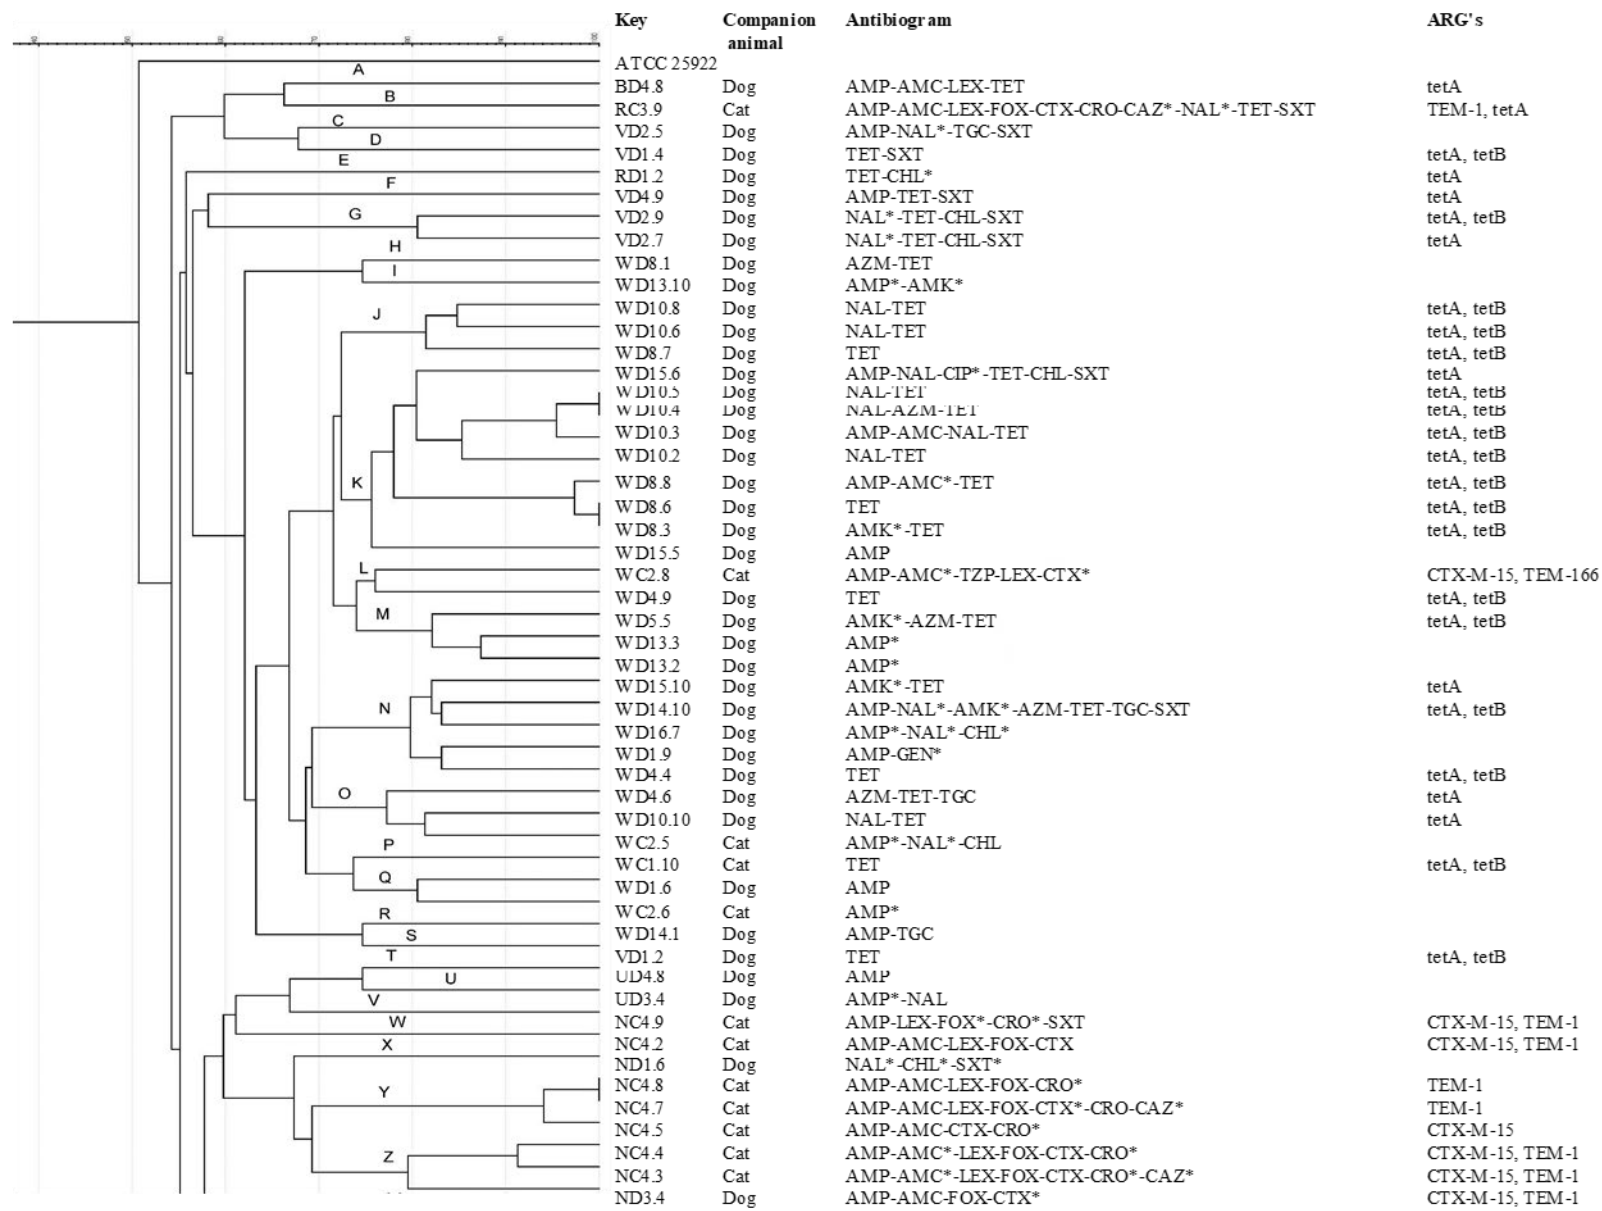 Key Companion animal Antibiogram ARG's
40 50 60 70 80 90 100
ATCC 25922
A
BD4.8 Dog AMP-AMC-LEX-TET tetA
B
RC3.9 Cat AMP-AMC-LEX-FOX-CTX-CRO-CAZ*-NAL*-TET-SXT TEM-1, tetA
C
VD2.5 Dog AMP-NAL*-TGC-SXT
D
VD1.4 Dog TET-SXT tetA, tetB
E
RD1.2 Dog TET-CHL* tetA
F
VD4.9 Dog AMP-TET-SXT tetA
G
VD2.9 Dog NAL*-TET-CHL-SXT tetA, tetB
VD2.7 Dog NAL*-TET-CHL-SXT tetA
H
WD8.1 Dog AZM-TET
I
WD13.10 Dog AMP*-AMK*
J
WD10.8 Dog NAL-TET tetA, tetB
WD10.6 Dog NAL-TET tetA, tetB
WD8.7 Dog TET tetA, tetB
WD15.6 Dog AMP-NAL-CIP*-TET-CHL-SXT tetA
WD10.5 Dog NAL-TET tetA, tetB
WD10.4 Dog NAL-AZM-TET tetA, tetB
WD10.3 Dog AMP-AMC-NAL-TET tetA, tetB
WD10.2 Dog NAL-TET tetA, tetB
K
WD8.8 Dog AMP-AMC*-TET tetA, tetB
WD8.6 Dog TET tetA, tetB
WD8.3 Dog AMK*-TET tetA, tetB
WD15.5 Dog AMP
L
WC2.8 Cat AMP-AMC*-TZP-LEX-CTX* CTX-M-15, TEM-166
WD4.9 Dog TET tetA, tetB
M
WD5.5 Dog AMK*-AZM-TET tetA, tetB
WD13.3 Dog AMP*
WD13.2 Dog AMP*
WD15.10 Dog AMK*-TET tetA
N
WD14.10 Dog AMP-NAL*-AMK*-AZM-TET-TGC-SXT tetA, tetB
WD16.7 Dog AMP*-NAL*-CHL*
WD1.9 Dog AMP-GEN*
WD4.4 Dog TET tetA, tetB
O
WD4.6 Dog AZM-TET-TGC tetA
WD10.10 Dog NAL-TET tetA
P
WC2.5 Cat AMP*-NAL*-CHL
WC1.10 Cat TET tetA, tetB
Q
WD1.6 Dog AMP
R
WC2.6 Cat AMP*
S
WD14.1 Dog AMP-TGC
T
VD1.2 Dog TET tetA, tetB
U
UD4.8 Dog AMP
V
UD3.4 Dog AMP*-NAL
W
NC4.9 Cat AMP-LEX-FOX*-CRO*-SXT CTX-M-15, TEM-1
X
NC4.2 Cat AMP-AMC-LEX-FOX-CTX CTX-M-15, TEM-1
ND1.6 Dog NAL*-CHL*-SXT*
Y
NC4.8 Cat AMP-AMC-LEX-FOX-CRO* TEM-1
NC4.7 Cat AMP-AMC-LEX-FOX-CTX*-CRO-CAZ* TEM-1
NC4.5 Cat AMP-AMC-CTX-CRO* CTX-M-15
Z
NC4.4 Cat AMP-AMC*-LEX-FOX-CTX-CRO* CTX-M-15, TEM-1
NC4.3 Cat AMP-AMC*-LEX-FOX-CTX-CRO*-CAZ* CTX-M-15, TEM-1
ND3.4 Dog AMP-AMC-FOX-CTX* CTX-M-15, TEM-1